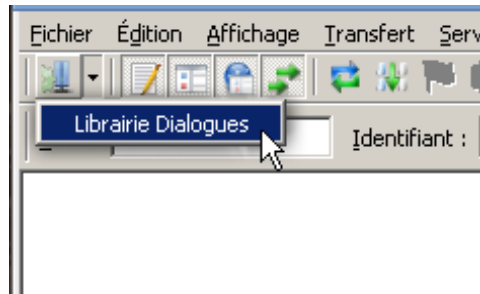 Fichier Édition Affichage Transfert
Librairie Dialogues
Identifiant :